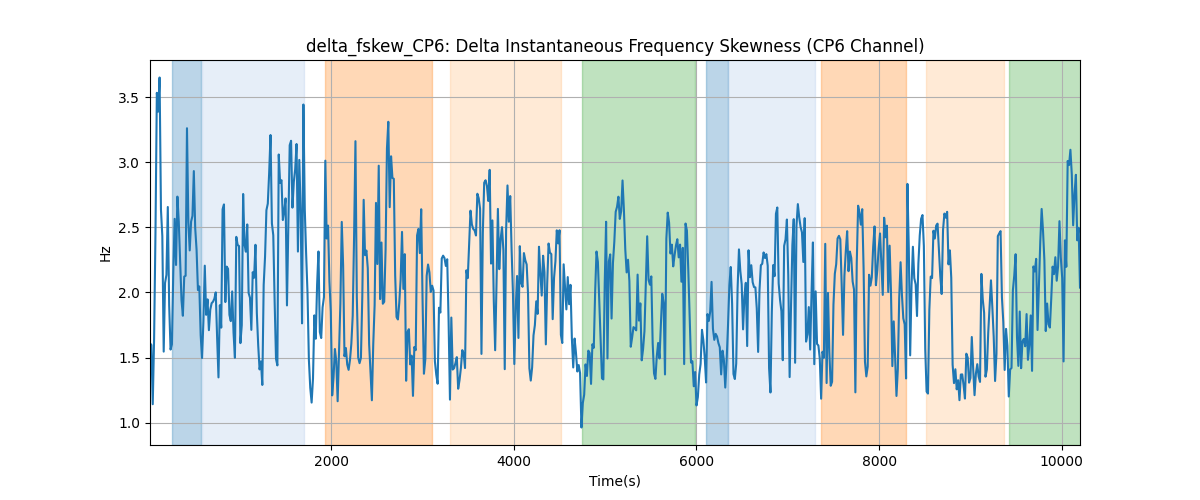 delta_fskew_CP6: Delta Instantaneous Frequency Skewness (CP6 Channel)
3.5
3.0
2.5
2.0
1.5
1.0
Hz
2000 4000 6000 8000 10000
Time(s)